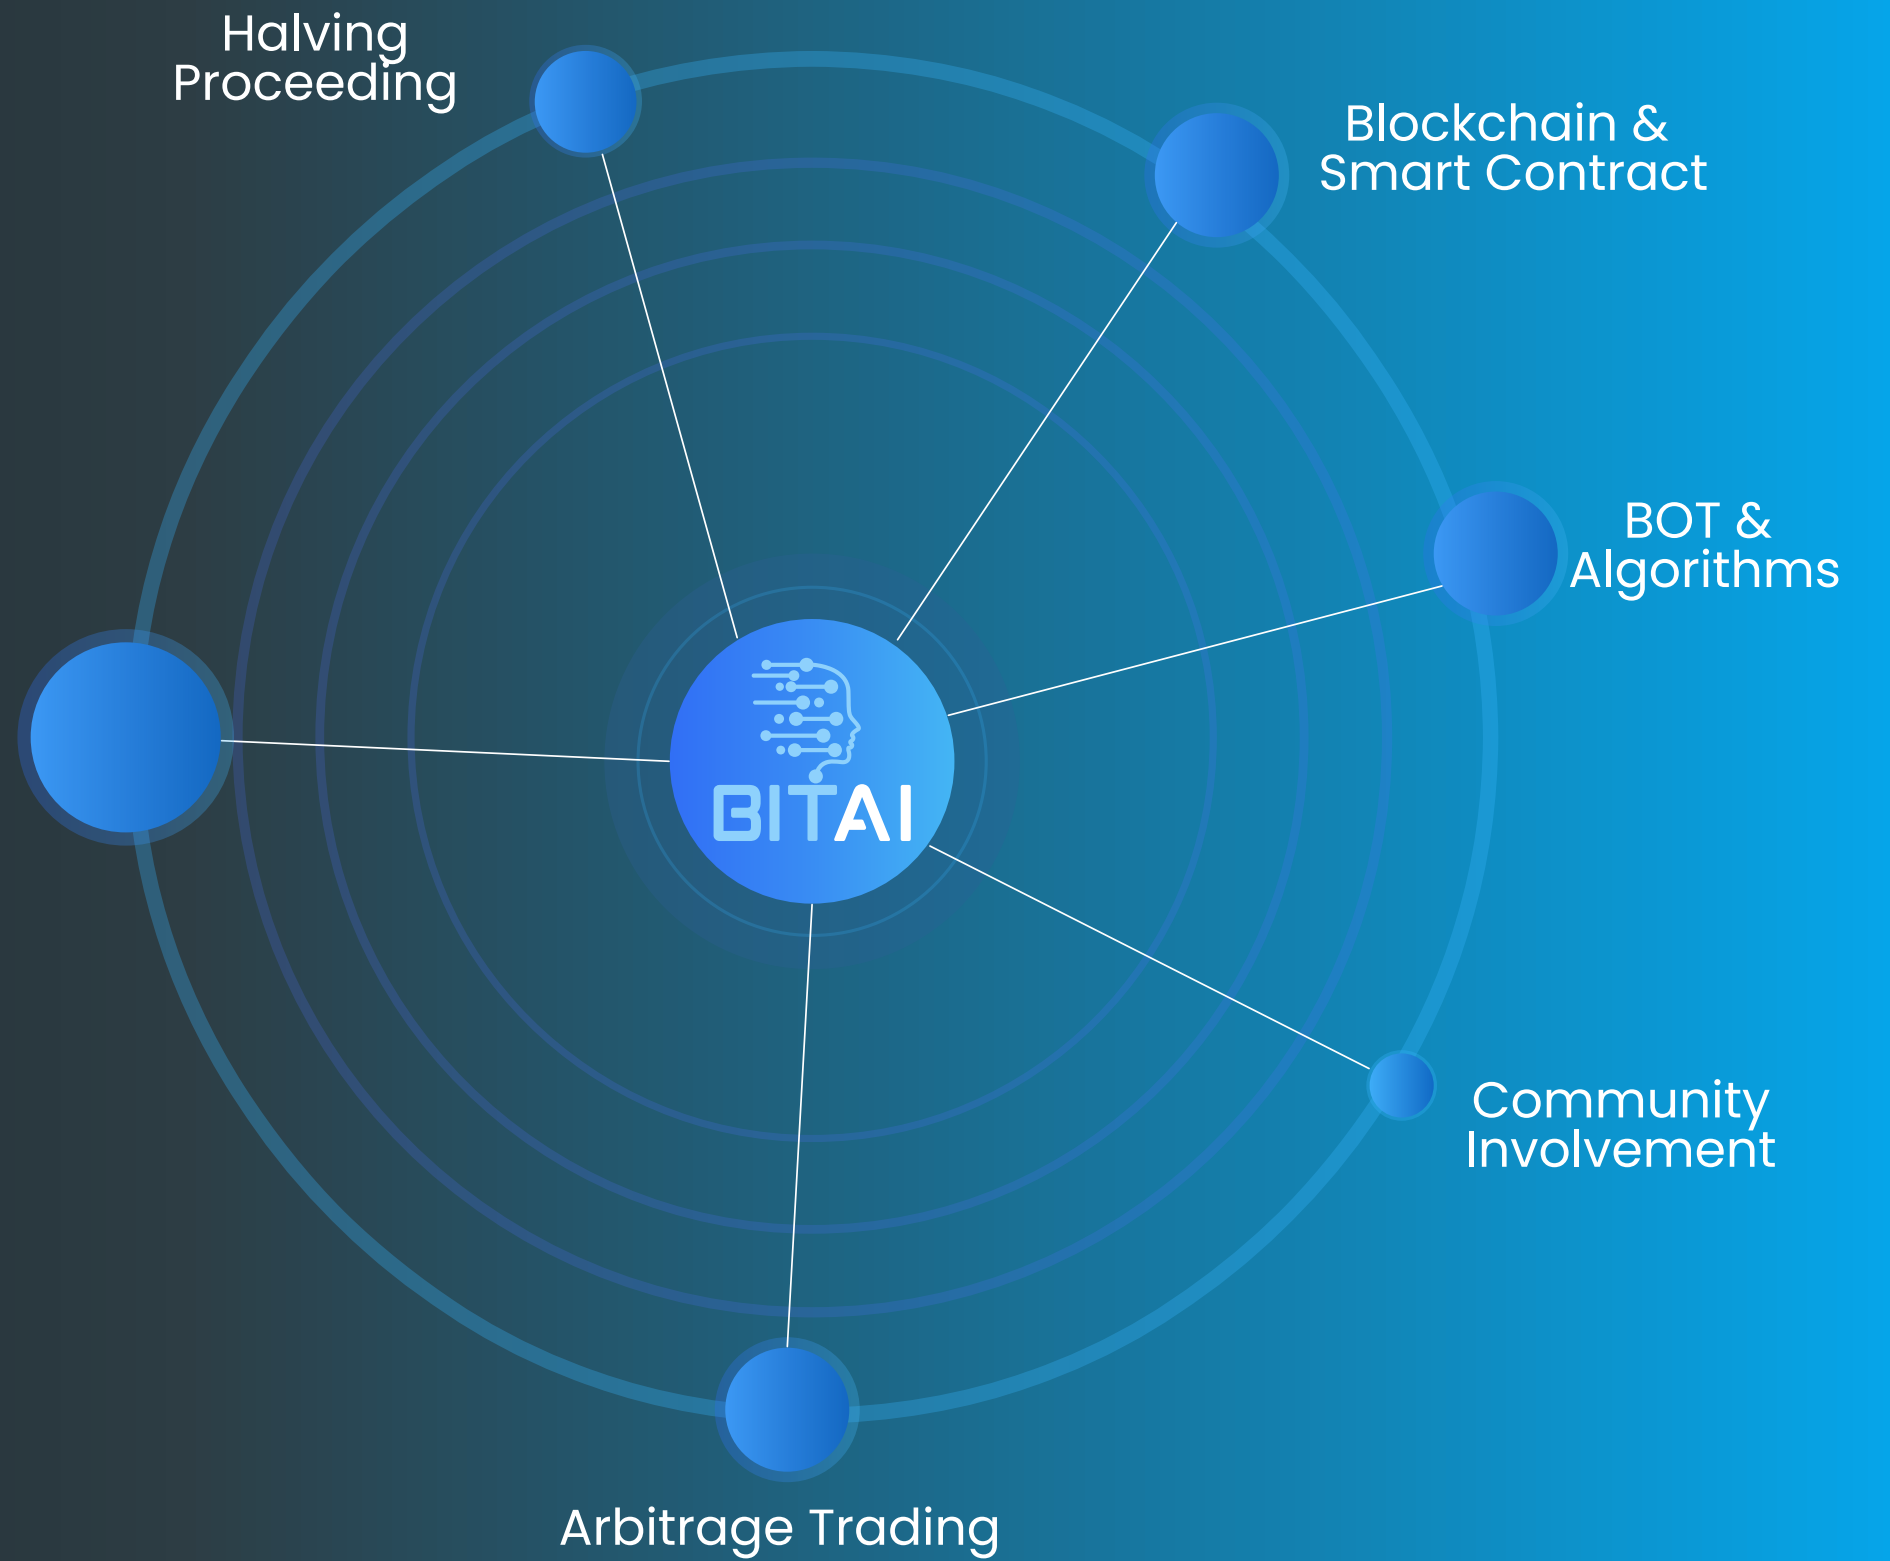 Halving
Proceeding
Blockchain &
Smart Contract
BOT &
Algorithms
BITAI
Community
Involvement
Arbitrage Trading